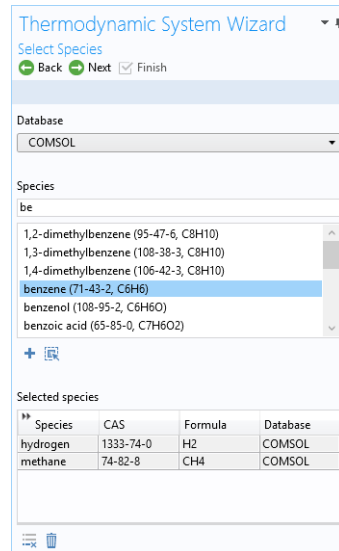 Thermodynamic System Wizard
Select Species
Back Next Finish
Database
COMSOL
Species
be
1,2-dimethylbenzene (95-47-6, C8H10)
1,3-dimethylbenzene (108-38-3, C8H10)
1,4-dimethylbenzene (106-42-3, C8H10)
benzene (71-43-2, C6H6)
benzenol (108-95-2, C6H6O)
benzoic acid (65-85-0, C7H6O2)
Selected species
Species CAS Formula Database
hydrogen 1333-74-0 H2 COMSOL
methane 74-82-8 CH4 COMSOL